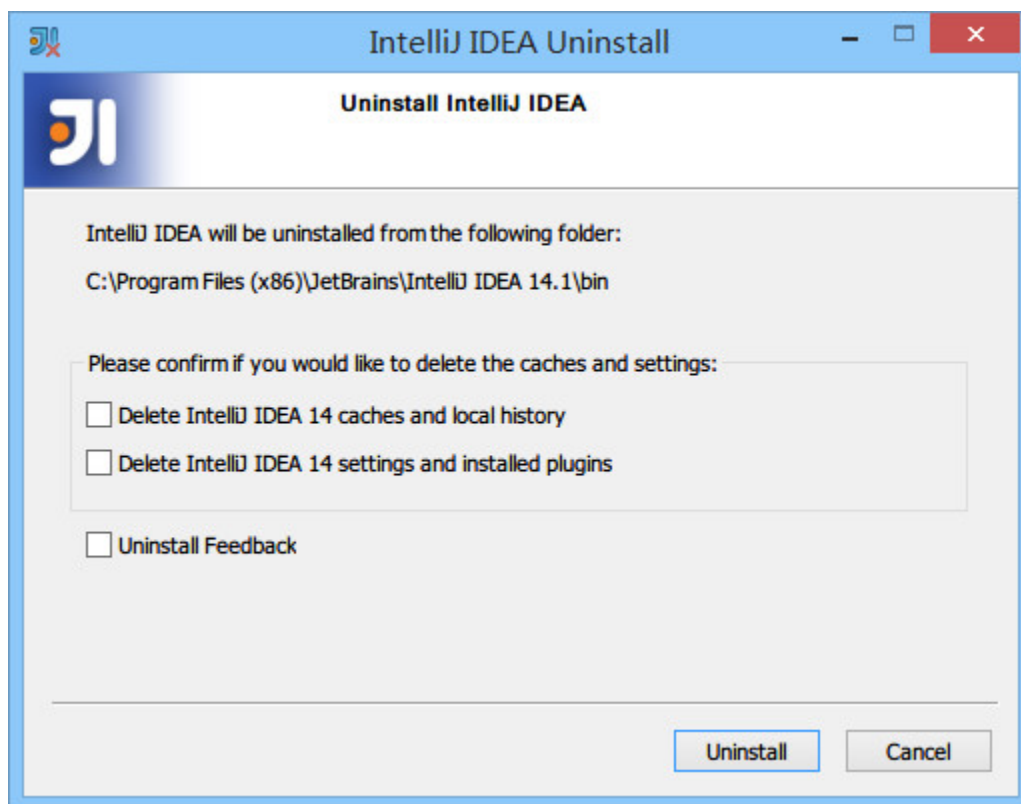 IntelliJ IDEA Uninstall
Uninstall IntelliJ IDEA
IntelliJ IDEA will be uninstalled from the following folder:
C:\Program Files (x86)\JetBrains\IntelliJ IDEA 14.1\bin
Please confirm if you would like to delete the caches and settings:
Delete IntelliJ IDEA 14 caches and local history
Delete IntelliJ IDEA 14 settings and installed plugins
Uninstall Feedback
Uninstall Cancel